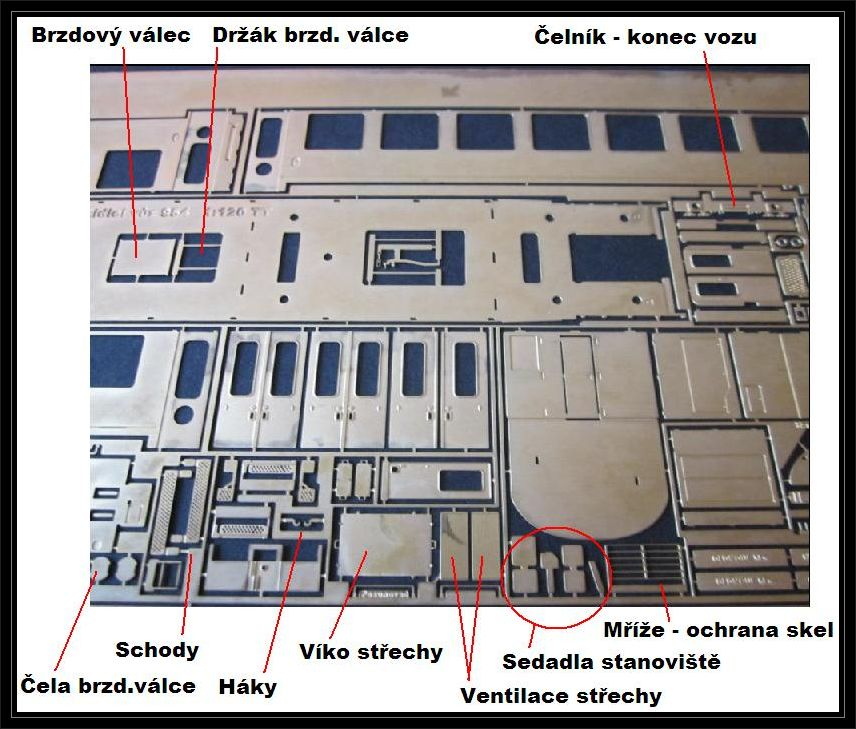 Brzdový válec Držák brzd. válce Čelník - konec vozu
Schody Víko střechy Mříže - ochrana skel
Sedadla stanoviště
Čela brzd.válce Háky Ventilace střechy